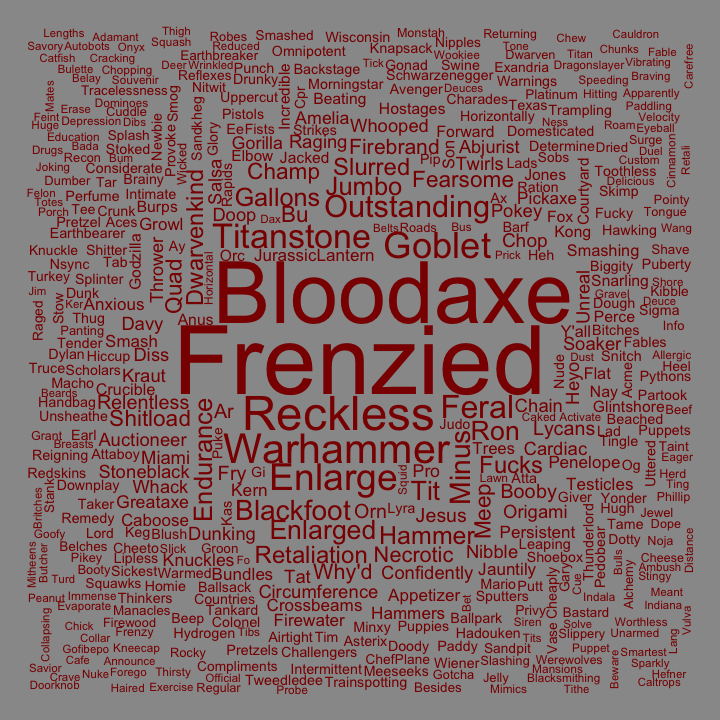 Lengths Adamant Thigh Robes Smashed Wisconsin Monstah Nipples Returning Cauldron
Savory Autobots Onyx Squash Reduced Omnipotent Knapsack Wookiee Tone Chew Chunks Fable
Catfish Cracking Earthbreaker Backstage Tick Gonad Swine Dwarven Titan Dragonslayer Vibrating Carefree
Bulette Chopping Deer Wrinkled Punch Schwarzenegger Exandria Speeding Braving
Belay Souvenir Reflexes Drunky Incredible Morningstar Avenger Deuces Warnings Hitting Apparently
Mates Tracelessness Smog Nitwit Cpr Beating Hostages Charades Platinum Paddling
Dominoes Uppercut Amelia Horizontally Texas Trampling Velocity
Erase Cuddle Newbie Provoke Sandkheg Pistols Whooped Forward Ness Roam Eyeball
Feint Depression Dibs Glory Ee Fists Strikes Domesticated Surge
Huge Education Splash Gorilla Raging Firebrand Abjurist Determine Dried Duel Cinnamon
Drugs Bada Stoked Wicked Salsa Elbow Jacked Slurred Pip Son Twirls Lads Sobs Custom Retali
Recon Bum Rapids Champ Jones Toothless
Joking Considerate Dwarvenkind Jumbo Fearsome Ration Courtyard Delicious
Dumber Tar Brainy Gallons Ax Pickaxe Skimp
Felon Perfume Intimate Outstanding Pokey Fox Fucky Pointy
Totes Tee Crunk Burps Doop Dax Bu Belts Roads Bus Barf Kong Hawking Tongue
Porch Pretzel Aces Growl Titanstone Goblet Chop Wang
Earthbearer Ay Orc JurassicLantern Prick Heh Smashing Shave
Knuckle Shitter Godzilla Thrower Quad Horizontal Biggity Puberty
Nsync Tab Bloodaxe Unreal Snarling Shore
Turkey Splinter Gravel Kibble
Jim Dunk Dough Deuce
Raged Ker Stow Anxious Davy Anus Perce Sigma
Thug Y'all Bitches Info
Panting Smash Frenzied Soaker Fables
Tender Dust Snitch Allergic
Dylan Hiccup Diss Nude Heyo Flat Acme Heel
Truce Scholars Kraut Pythons
Macho Crucible Nay Partook
Beards Handbag Relentless Endurance Ar Reckless Feral Chain Glintshore Beef
Unsheathe Shitload Judo Caked Activate Beached
Grant Earl Auctioneer Puke Warhammer Minus Ron Lycans Lad Tingle Puppets
Breasts Attaboy Trees Cardiac Uttered Taint
Reigning Miami Og Eager
Redskins Stoneblack Fry Gi Enlarge Squid Pro Fucks Penelope Herd
Downplay Whack Lawn Atta Testicles Ting
Stank Kern Tit Meep Booby Giver Yonder Phillip
Britches Taker Greataxe Kas Blackfoot Orn Lyra Jesus Origami Thunderlord Hugh Jewel
Remedy Caboose Tame Dope
Goofy Lord Keg Blush Dunking Enlarged Hammer Persistent Pedobear Dotty Noja Distance
Belches Cheeto Slick Groon Leaping
Butcher Pikey Lipless Knuckles Fo Retaliation Necrotic Nibble Shoebox Bulls Cheese
Mitheens Booty Sickest Warmed Bundles Tat Why'd Confidently Jauntily Gary Alchemy Ambush
Turd Squawks Homie Ballsack Circumference Mario Putt Cue Stingy
Peanut Immense Thinkers Countries Crossbeams Appetizer Bet Sputters Vase Cheaply Indala Meant
Evaporate Manacles Tankard Hammers Ballpark Privy Bastard Indiana
Firewood Beep Colonel Firewater Minxy Puppies Siren Solve Worthless
Chick Frenzy Hydrogen Tibs Airtight Tim Hadouken Tits Slippery Unarmed Vulva
Collapsing Collar Kneecap Asterix Doody Paddy Sandpit Puppet Lang
Gofibepo Rocky Pretzels Challengers ChefPlane Wiener Slashing Werewolves Smartest
Cafe Announce Compliments Intermittent Meeseeks Gotcha Mansions Beware Sparkly
Savior Nuke Forego Thirsty Official Tweedledee Trainspotting Jelly Blacksmithing Hefner
Doorknob Crave Haired Exercise Regular Probe Besides Mimics Tithe Caltrops